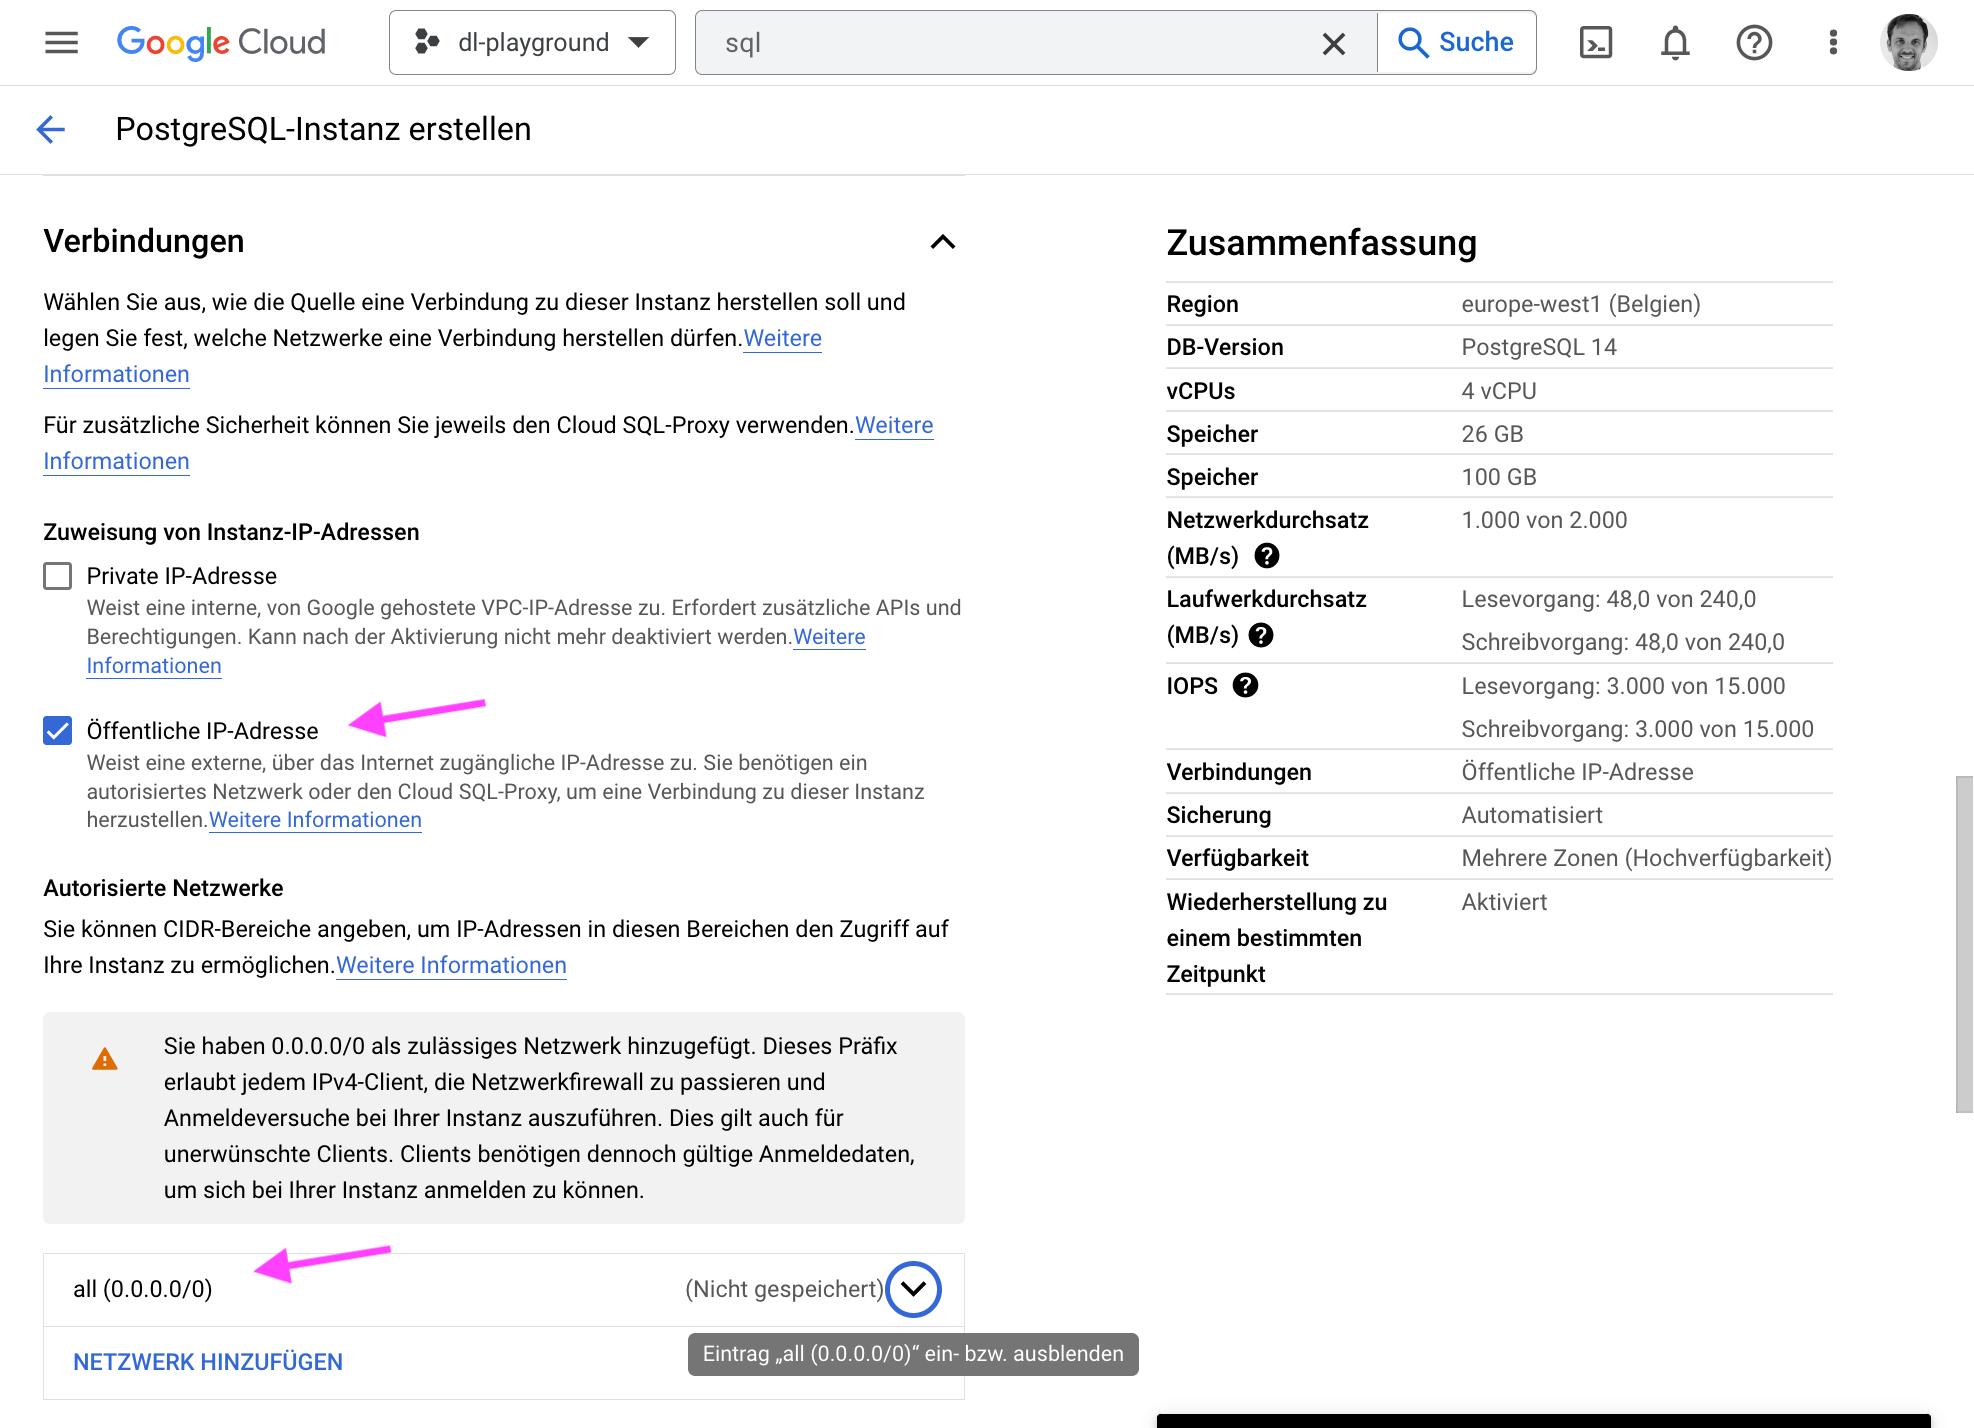 Google Cloud
dl-playground
sql
Suche
PostgreSQL-Instanz erstellen
Verbindungen
Wählen Sie aus, wie die Quelle eine Verbindung zu dieser Instanz herstellen soll und
legen Sie fest, welche Netzwerke eine Verbindung herstellen dürfen.Weitere
Informationen
Für zusätzliche Sicherheit können Sie jeweils den Cloud SQL-Proxy verwenden.Weitere
Informationen
Zuweisung von Instanz-IP-Adressen
Private IP-Adresse
Weist eine interne, von Google gehostete VPC-IP-Adresse zu. Erfordert zusätzliche APIs und
Berechtigungen. Kann nach der Aktivierung nicht mehr deaktiviert werden.Weitere
Informationen
Öffentliche IP-Adresse
Weist eine externe, über das Internet zugängliche IP-Adresse zu. Sie benötigen ein
autorisiertes Netzwerk oder den Cloud SQL-Proxy, um eine Verbindung zu dieser Instanz
herzustellen.Weitere Informationen
Autorisierte Netzwerke
Sie können CIDR-Bereiche angeben, um IP-Adressen in diesen Bereichen den Zugriff auf
Ihre Instanz zu ermöglichen.Weitere Informationen
Sie haben 0.0.0.0/0 als zulässiges Netzwerk hinzugefügt. Dieses Präfix
erlaubt jedem IPv4-Client, die Netzwerkfirewall zu passieren und
Anmeldeversuche bei Ihrer Instanz auszuführen. Dies gilt auch für
unerwünschte Clients. Clients benötigen dennoch gültige Anmeldedaten,
um sich bei Ihrer Instanz anmelden zu können.
all (0.0.0.0/0) (Nicht gespeichert)
NETZWERK HINZUFÜGEN
Eintrag „all (0.0.0.0/0)“ ein- bzw. ausblenden
Zusammenfassung
Region europe-west1 (Belgien)
DB-Version PostgreSQL 14
vCPUs 4 vCPU
Speicher 26 GB
Speicher 100 GB
Netzwerkdurchsatz 1.000 von 2.000
(MB/s)
Laufwerkdurchsatz Lesevorgang: 48,0 von 240,0
(MB/s) Schreibvorgang: 48,0 von 240,0
IOPS Lesevorgang: 3.000 von 15.000
Schreibvorgang: 3.000 von 15.000
Verbindungen Öffentliche IP-Adresse
Sicherung Automatisiert
Verfügbarkeit Mehrere Zonen (Hochverfügbarkeit)
Wiederherstellung zu Aktiviert
einem bestimmten
Zeitpunkt